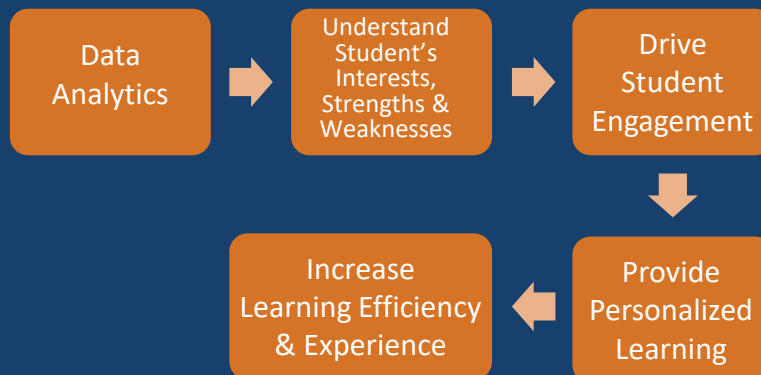 Data
Analytics
Understand
Student’s
Interests,
Strengths &
Weaknesses
Drive
Student
Engagement
Provide
Personalized
Learning
Increase
Learning Efficiency
& Experience